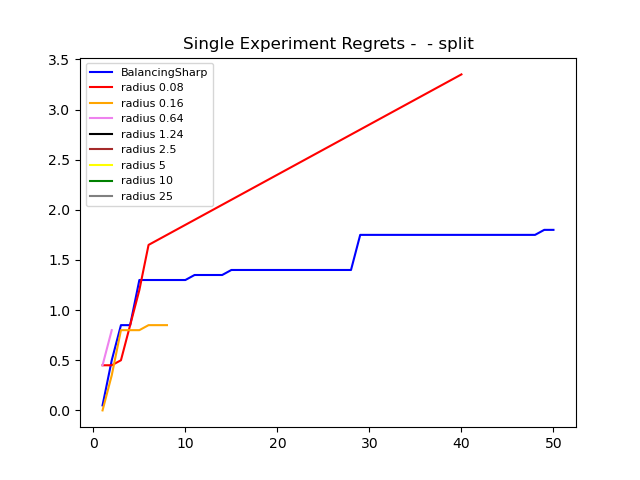 Single Experiment Regrets -  - split
BalancingSharp
radius 0.08
radius 0.16
radius 0.64
radius 1.24
radius 2.5
radius 5
radius 10
radius 25
3.5
3.0
2.5
2.0
1.5
1.0
0.5
0.0
0 10 20 30 40 50